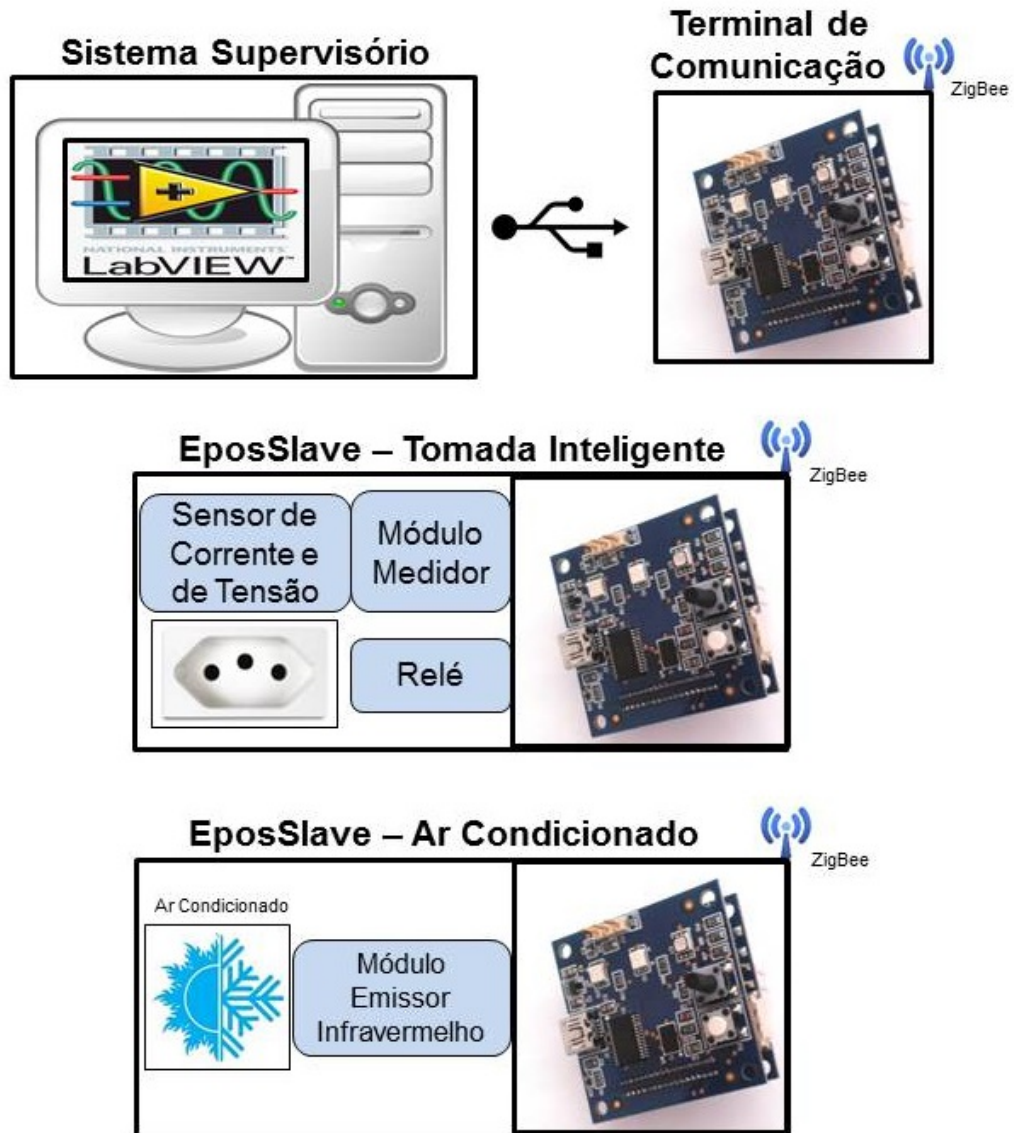 Sistema Supervisório
NATIONAL INSTRUMENTS
LabVIEW™
Terminal de
Comunicação
ZigBee
EposSlave – Tomada Inteligente
ZigBee
Sensor de
Corrente e
de Tensão
Módulo
Medidor
Relé
EposSlave – Ar Condicionado
ZigBee
Ar Condicionado
Módulo
Emissor
Infravermelho